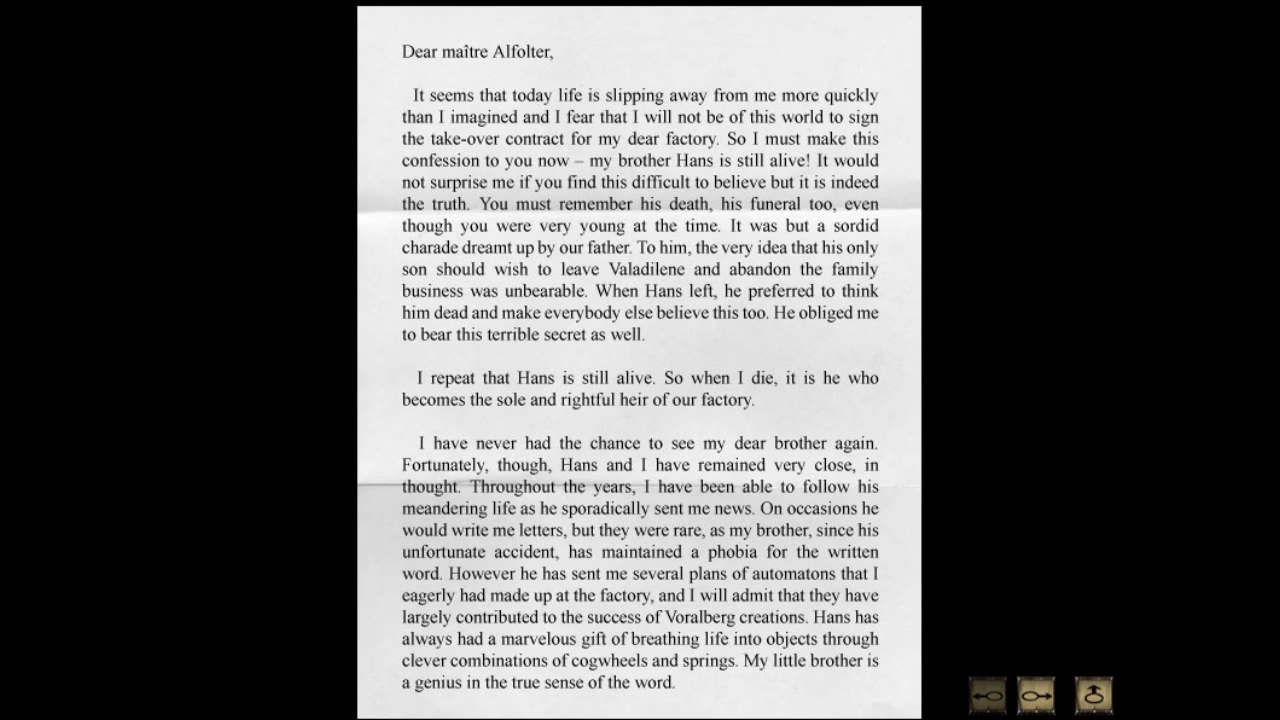 Dear maître Alfolter,
It seems that today life is slipping away from me more quickly
than I imagined and I fear that I will not be of this world to sign
the take-over contract for my dear factory. So I must make this
confession to you now – my brother Hans is still alive! It would
not surprise me if you find this difficult to believe but it is indeed
the truth. You must remember his death, his funeral too, even
though you were very young at the time. It was but a sordid
charade dreamt up by our father. To him, the very idea that his only
son should wish to leave Valadilene and abandon the family
business was unbearable. When Hans left, he preferred to think
him dead and make everybody else believe this too. He obliged me
to bear this terrible secret as well.
I repeat that Hans is still alive. So when I die, it is he who
becomes the sole and rightful heir of our factory.
I have never had the chance to see my dear brother again.
Fortunately, though, Hans and I have remained very close, in
thought. Throughout the years, I have been able to follow his
meandering life as he sporadically sent me news. On occasions he
would write me letters, but they were rare, as my brother, since his
unfortunate accident, has maintained a phobia for the written
word. However he has sent me several plans of automatons that I
eagerly had made up at the factory, and I will admit that they have
largely contributed to the success of Voralberg creations. Hans has
always had a marvelous gift of breathing life into objects through
clever combinations of cogwheels and springs. My little brother is
a genius in the true sense of the word.